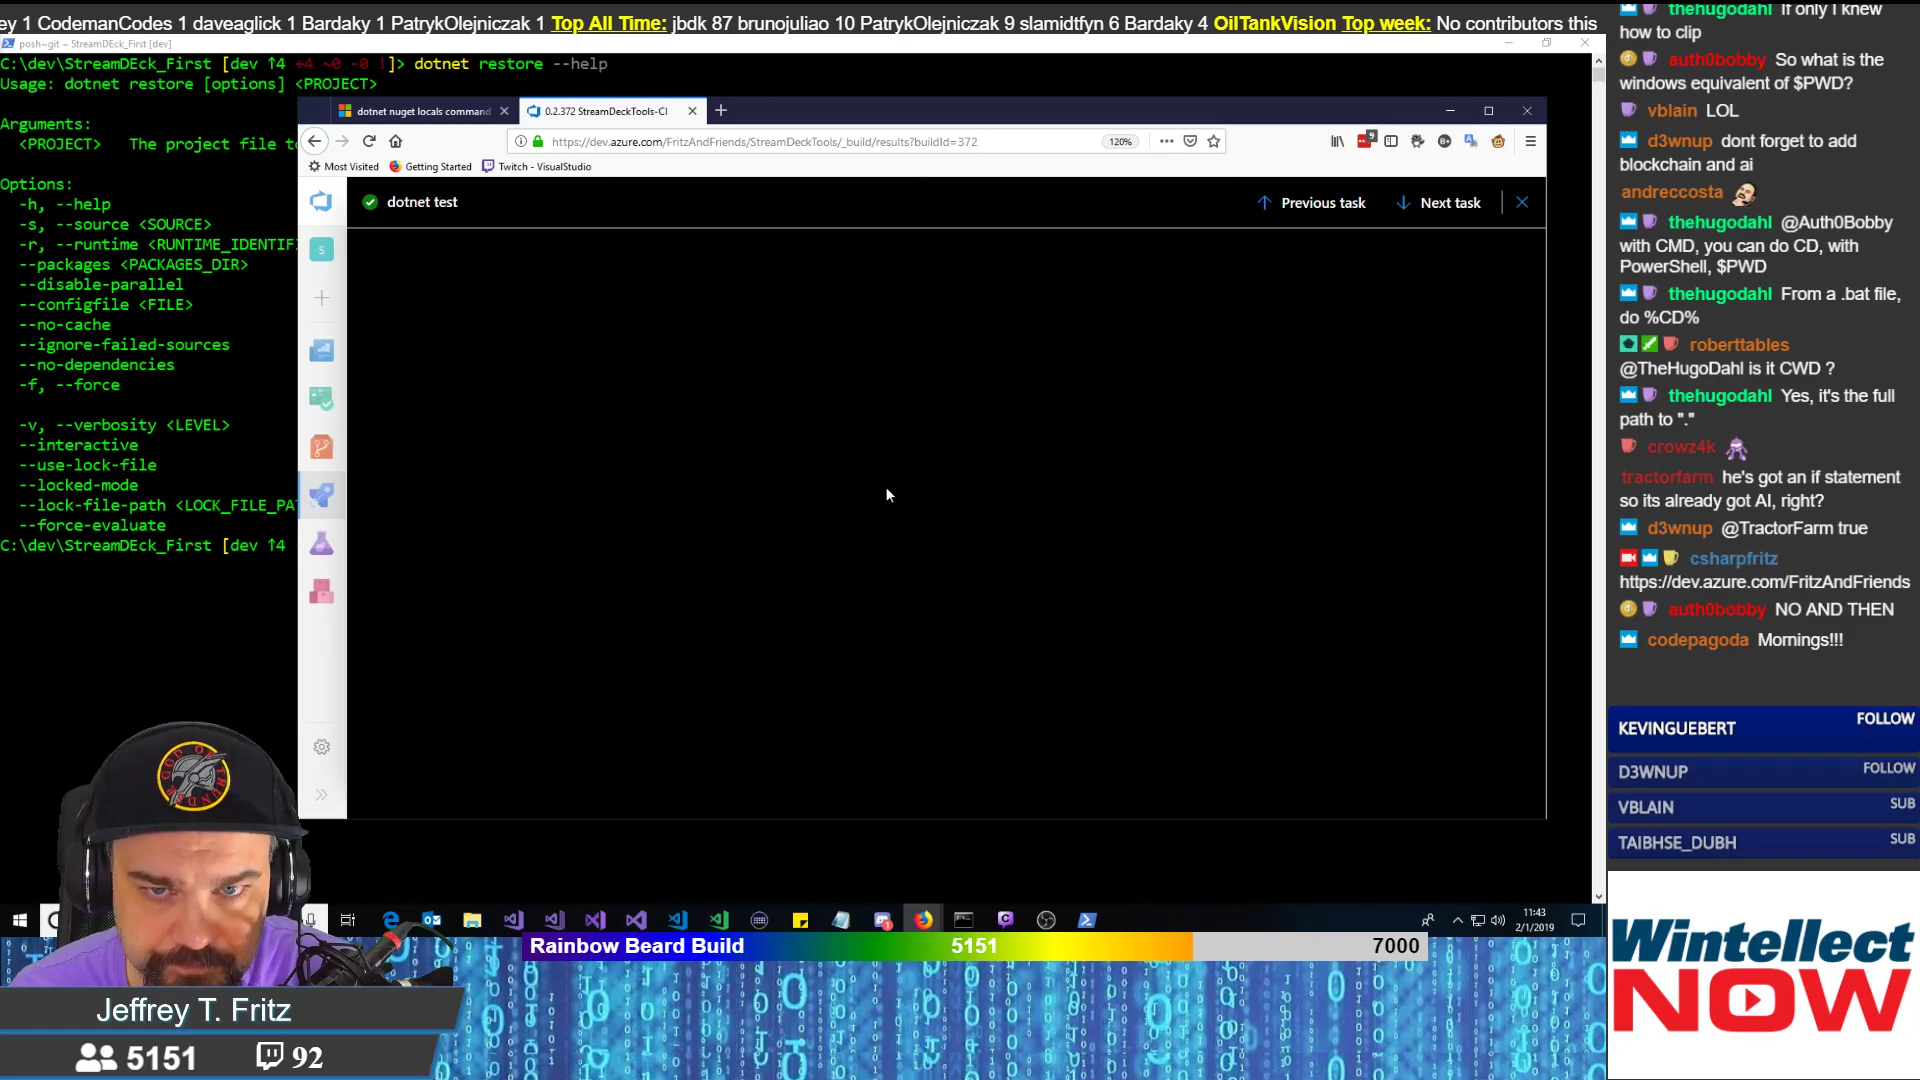 ey 1 CodemanCodes 1 daveaglick 1 Bardaky 1 PatrykOlejniczak 1 Top All Time: jbdk 87 brunojuliao 10 PatrykOlejniczak 9 slamidtfyn 6 Bardaky 4 OilTankVision Top week: No contributors this
posh~git ~ StreamDEck_First [dev]
C:\dev\StreamDEck_First [dev ↑4 +4 ~0 -0 !]> dotnet restore --help
Usage: dotnet restore [options] <PROJECT>
Arguments:
<PROJECT> The project file to
Options:
-h, --help
-s, --source <SOURCE>
-r, --runtime <RUNTIME_IDENTIFI
--packages <PACKAGES_DIR>
--disable-parallel
--configfile <FILE>
--no-cache
--ignore-failed-sources
--no-dependencies
-f, --force
-v, --verbosity <LEVEL>
--interactive
--use-lock-file
--locked-mode
--lock-file-path <LOCK_FILE_PA
--force-evaluate
C:\dev\StreamDEck_First [dev ↑4
dotnet nuget locals command
0.2.372 StreamDeckTools-CI
https://dev.azure.com/FritzAndFriends/StreamDeckTools/_build/results?buildId=372
120%
9
Most Visited Getting Started Twitch - VisualStudio
S
dotnet test
Previous task Next task
If only I knew
how to clip
auth0bobby So what is the
windows equivalent of $PWD?
vblain LOL
d3wnup dont forget to add
blockchain and ai
andreccosta
thehugodahl @Auth0Bobby
with CMD, you can do CD, with
PowerShell, $PWD
thehugodahl From a .bat file,
do %CD%
roberttables
@TheHugoDahl is it CWD ?
thehugodahl Yes, it's the full
path to "."
crowz4k
tractorfarm he's got an if statement
so its already got AI, right?
d3wnup @TractorFarm true
csharpfritz
https://dev.azure.com/FritzAndFriends
auth0bobby NO AND THEN
codepagoda Mornings!!!
KEVINGUEBERT FOLLOW
D3WNUP FOLLOW
VBLAIN SUB
TAIBHSE_DUBH SUB
Wintellect
NOW
GOD OF THUNDER
11:43
2/1/2019
Rainbow Beard Build 5151 7000
Jeffrey T. Fritz
5151 92